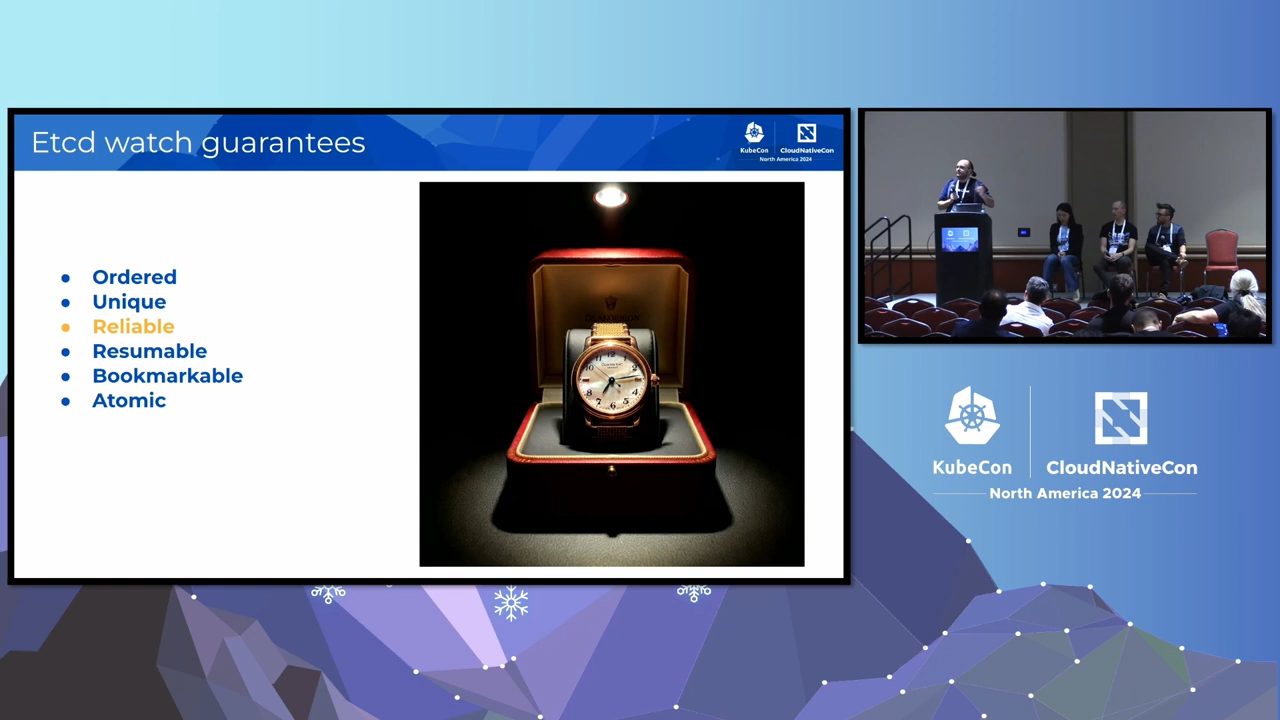 Etcd watch guarantees
KubeCon
CloudNativeCon
North America 2024
Ordered
Unique
Reliable
Resumable
Bookmarkable
Atomic
12
KubeCon
CloudNativeCon
North America 2024